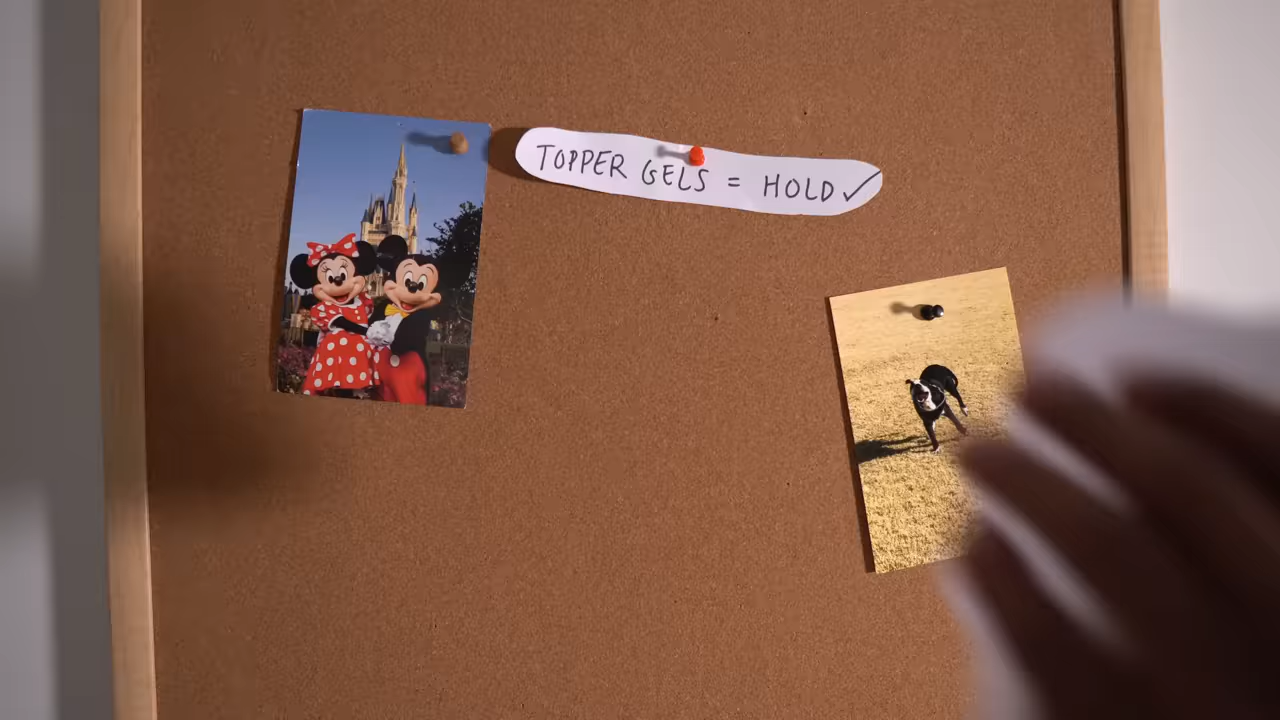 TOPPER GELS = HOLD ✓